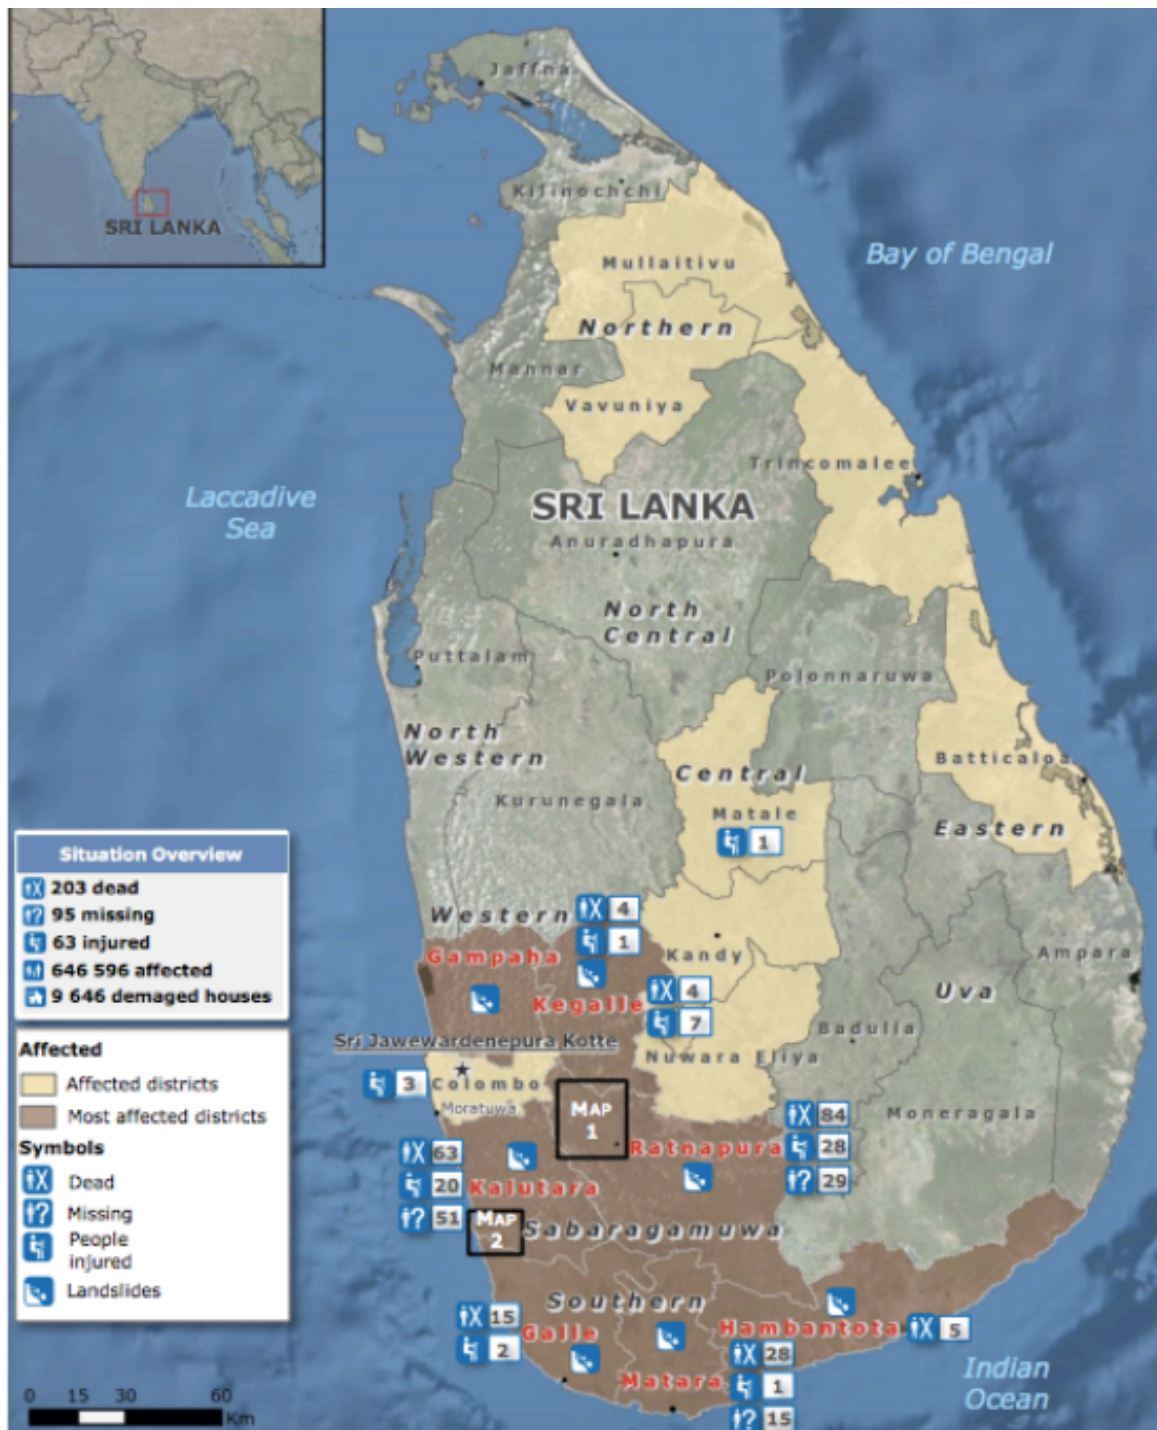 SRI LANKA
Jaffna
Kilinochchi
Bay of Bengal
Mullaitivu
Northern
Mannar
Vavuniya
Trincomalee
Laccadive
Sea
SRI LANKA
Anuradhapura
North
Central
Puttalam
Polonnaruwa
North
Western
Batticaloa
Central
Kurunegala
Matale
1
Eastern
Situation Overview
203 dead
95 missing
63 injured
646 596 affected
9 646 demaged houses
Western
4
1
Gampaha
Kandy
Ampara
Kegalle
4
7
Uva
Badulla
Sri Jawewardenepura Kotte
Nuwara Eliya
3
Colombo
Moratuwa
MAP
1
Moneragala
Affected
Affected districts
Most affected districts
Symbols
Dead
Missing
People
injured
Landslides
Ratnapura
84
28
29
63
20
51
Kalutara
MAP
2
Sabaragamuwa
Southern
15
2
Galle
Hambantota
5
Matara
28
1
15
Indian
Ocean
0 15 30 60
Km